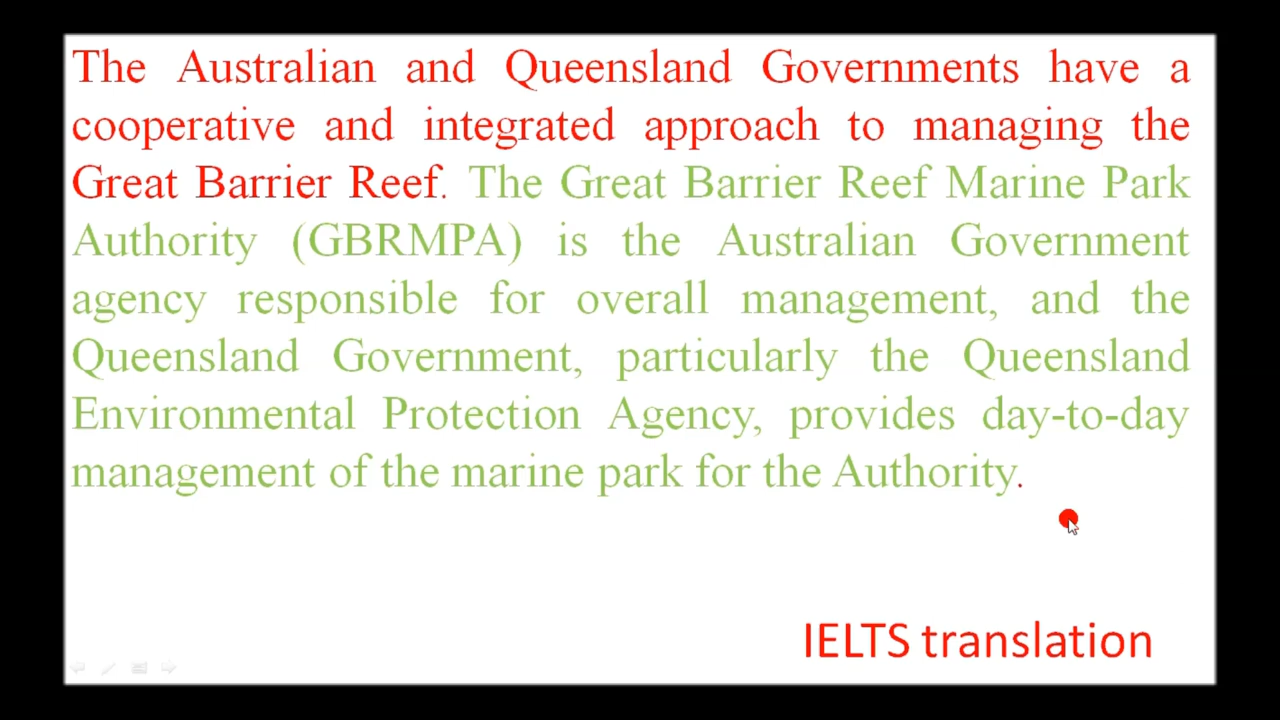 The Australian and Queensland Governments have a
cooperative and integrated approach to managing the
Great Barrier Reef. The Great Barrier Reef Marine Park
Authority (GBRMPA) is the Australian Government
agency responsible for overall management, and the
Queensland Government, particularly the Queensland
Environmental Protection Agency, provides day-to-day
management of the marine park for the Authority.
IELTS translation